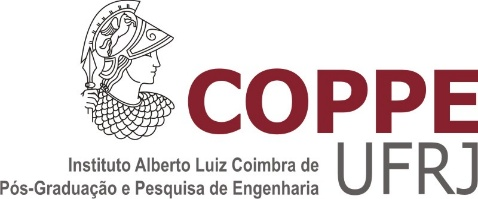 COPPE
UFRJ
Instituto Alberto Luiz Coimbra de
Pós-Graduação e Pesquisa de Engenharia